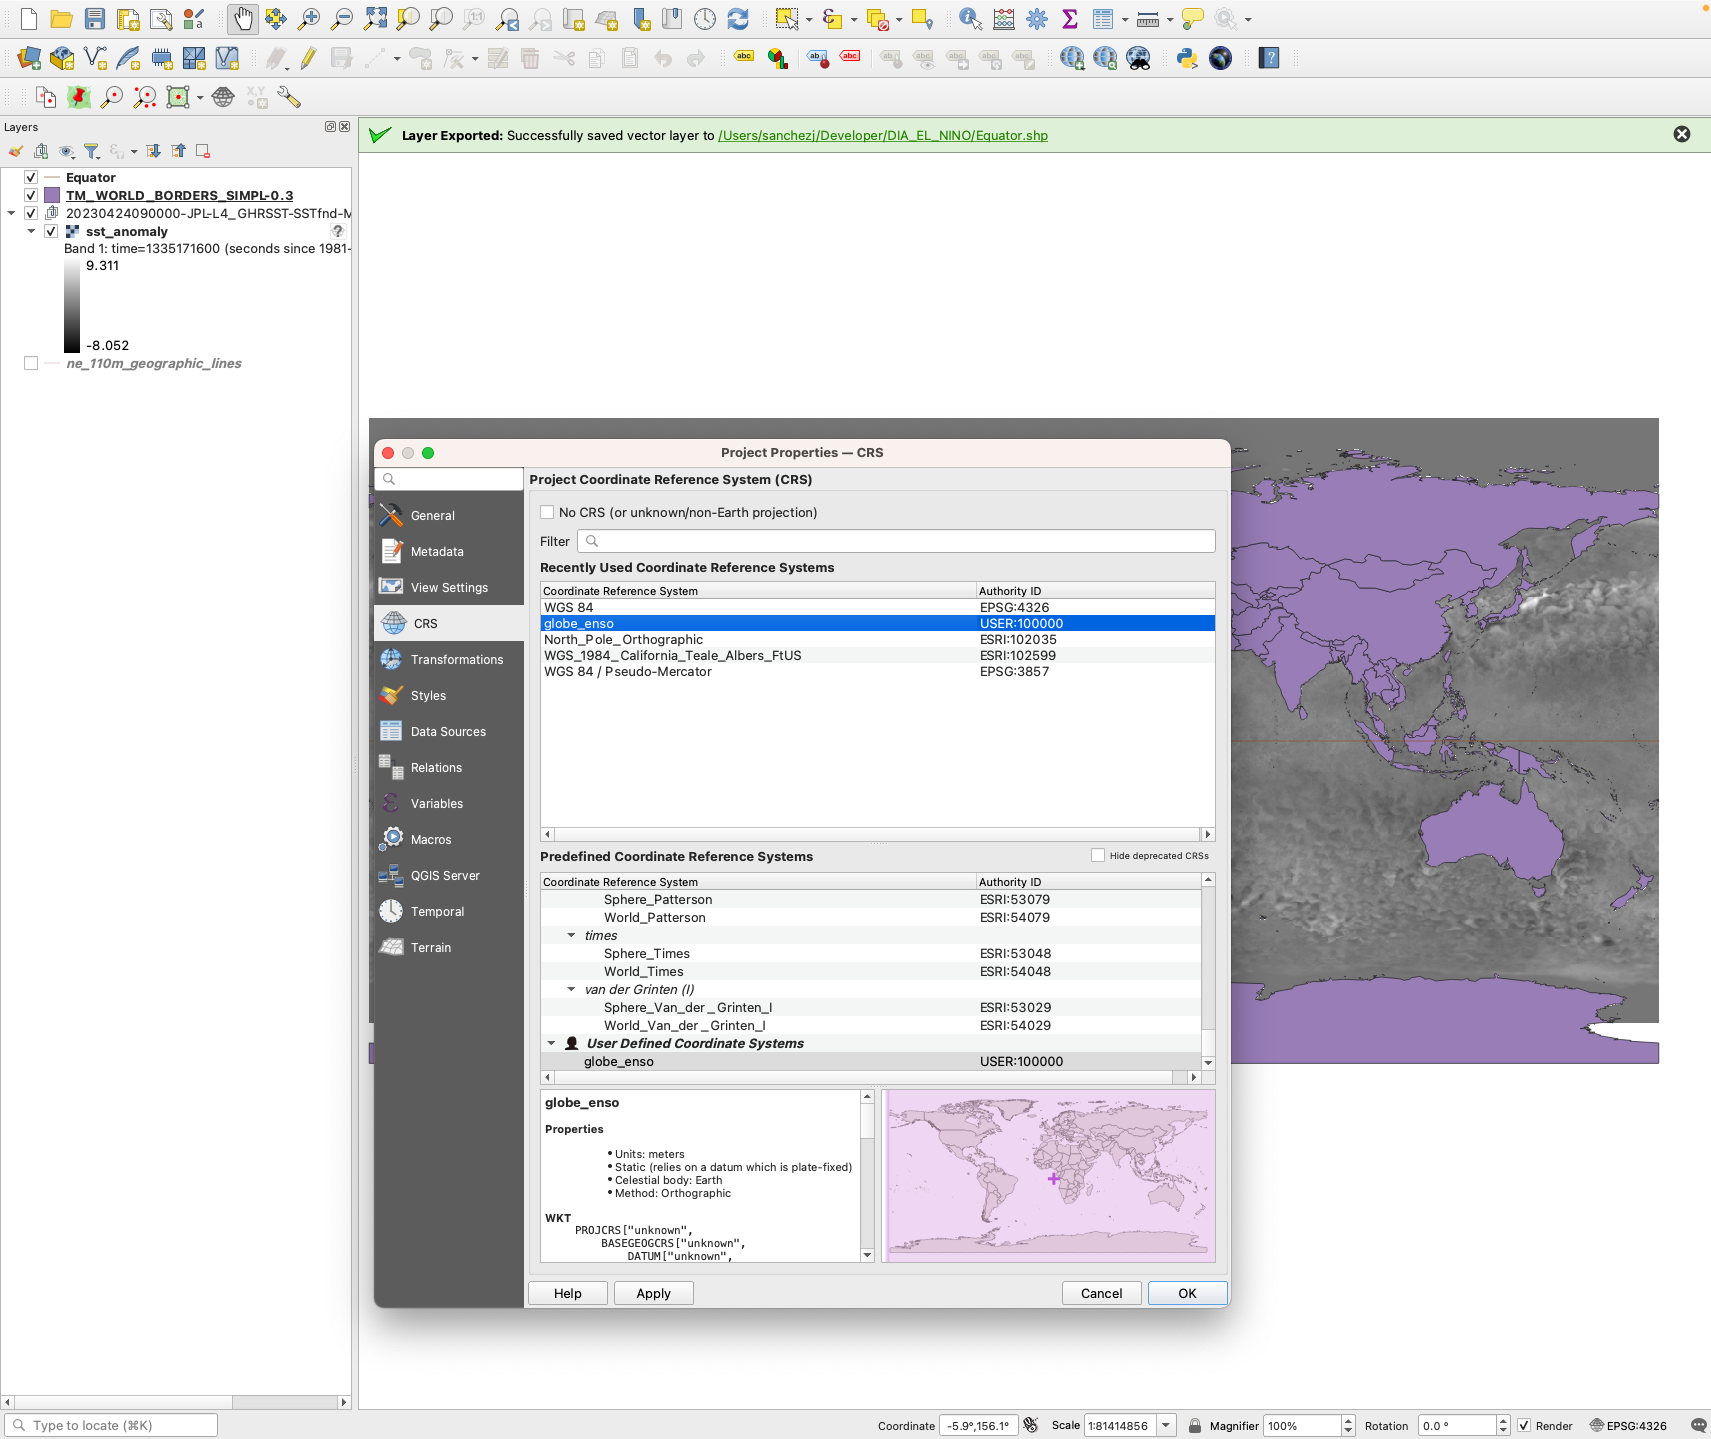 Layers
Layer Exported: Successfully saved vector layer to /Users/sanchezj/Developer/DIA_EL_NINO/Equator.shp
Equator
TM_WORLD_BORDERS_SIMPL-0.3
20230424090000-JPL-L4_GHRSST-SSTfnd-M
sst_anomaly
?
Band 1: time=1335171600 (seconds since 1981-
9.311
-8.052
ne_110m_geographic_lines
Project Properties — CRS
General
Metadata
View Settings
CRS
Transformations
Styles
Data Sources
Relations
Variables
Macros
QGIS Server
Temporal
Terrain
Project Coordinate Reference System (CRS)
No CRS (or unknown/non-Earth projection)
Filter
Recently Used Coordinate Reference Systems
Coordinate Reference System Authority ID
WGS 84 EPSG:4326
globe_enso USER:100000
North_Pole_Orthographic ESRI:102035
WGS_1984_California_Teale_Albers_FtUS ESRI:102599
WGS 84 / Pseudo-Mercator EPSG:3857
Predefined Coordinate Reference Systems Hide deprecated CRSs
Coordinate Reference System Authority ID
Sphere_Patterson ESRI:53079
World_Patterson ESRI:54079
times
Sphere_Times ESRI:53048
World_Times ESRI:54048
van der Grinten (I)
Sphere_Van_der_Grinten_I ESRI:53029
World_Van_der_Grinten_I ESRI:54029
User Defined Coordinate Systems
globe_enso USER:100000
globe_enso
Properties
• Units: meters
• Static (relies on a datum which is plate-fixed)
• Celestial body: Earth
• Method: Orthographic
WKT
PROJCRS["unknown",
BASEGEOGCRS["unknown",
DATUM["unknown",
Help Apply Cancel OK
Type to locate (⌘K) Coordinate -5.9°,156.1° Scale 1:81414856 Magnifier 100% Rotation 0.0 ° Render EPSG:4326